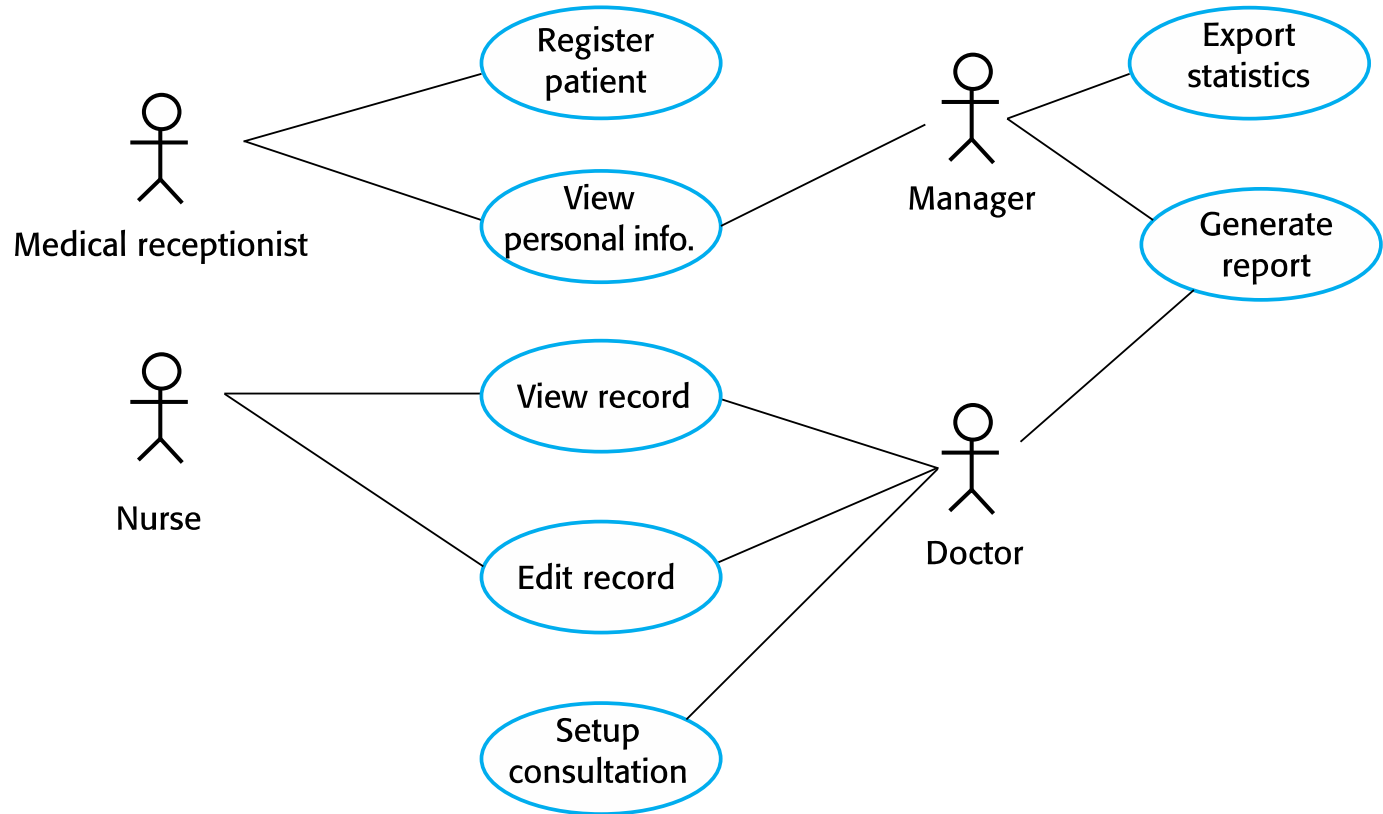 Register
patient
Export
statistics
Medical receptionist
View
personal info.
Manager
Generate
report
Nurse
View record
Edit record
Doctor
Setup
consultation